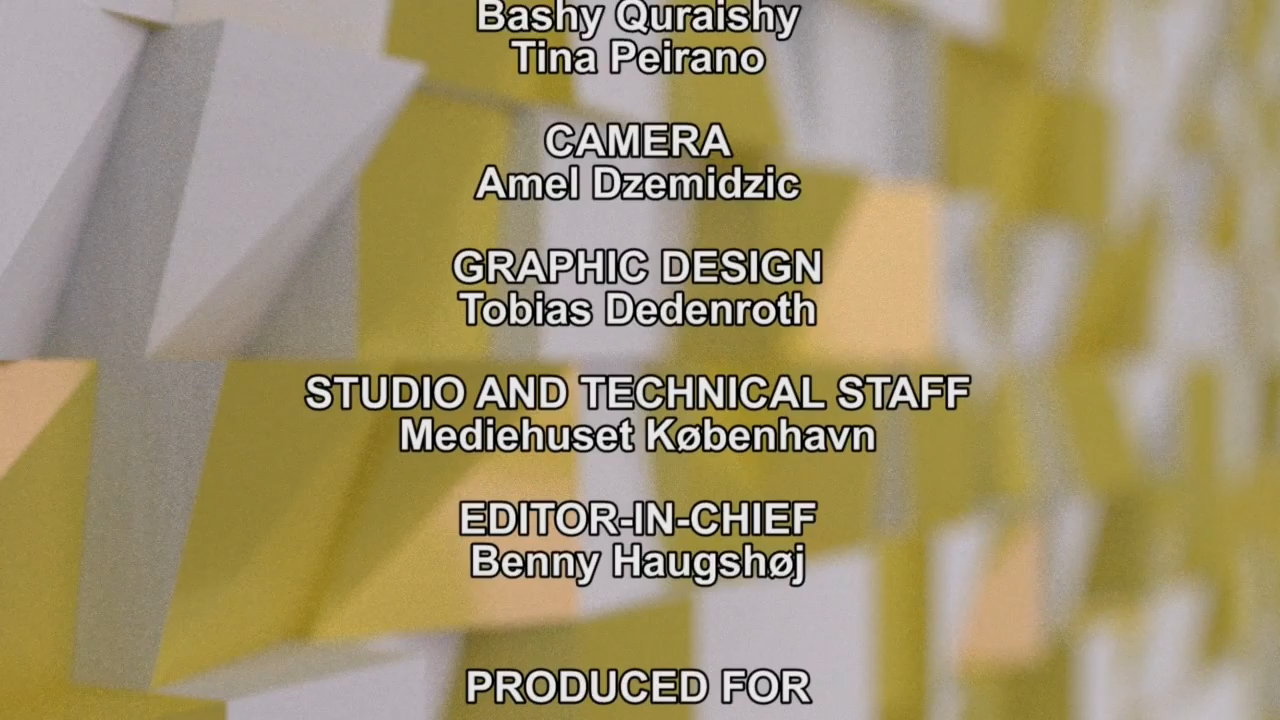 Bashy Quraishy
Tina Peirano
CAMERA
Amel Dzemidzic
GRAPHIC DESIGN
Tobias Dedenroth
STUDIO AND TECHNICAL STAFF
Mediehuset København
EDITOR-IN-CHIEF
Benny Haugshøj
PRODUCED FOR